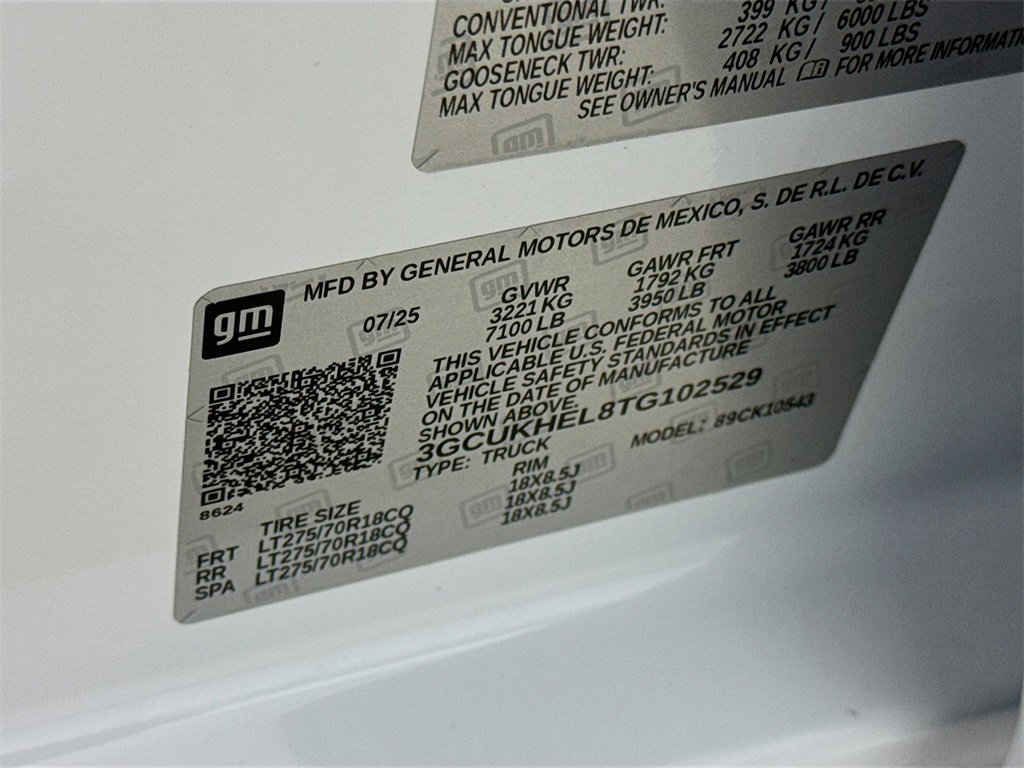 CONVENTIONAL TWR:
MAX TONGUE WEIGHT: 399 KG/
GOOSENECK TWR: 2722 KG/ 6000 LBS
MAX TONGUE WEIGHT: 408 KG/ 900 LBS
SEE OWNER'S MANUAL FOR MORE INFORMATIO
gm
MFD BY GENERAL MOTORS DE MEXICO, S. DE R.L. DE C.V.
gm
07/25 GVWR GAWR FRT GAWR RR
3221 KG 1792 KG 1724 KG
7100 LB 3950 LB 3800 LB
THIS VEHICLE CONFORMS TO ALL
APPLICABLE U.S. FEDERAL MOTOR
VEHICLE SAFETY STANDARDS IN EFFECT
ON THE DATE OF MANUFACTURE
SHOWN ABOVE.
3GCUKHEL8TG102529
TYPE: TRUCK MODEL: 89CK10543
8624
TIRE SIZE RIM
FRT LT275/70R18CQ 18X8.5J
RR LT275/70R18CQ 18X8.5J
SPA LT275/70R18CQ 18X8.5J